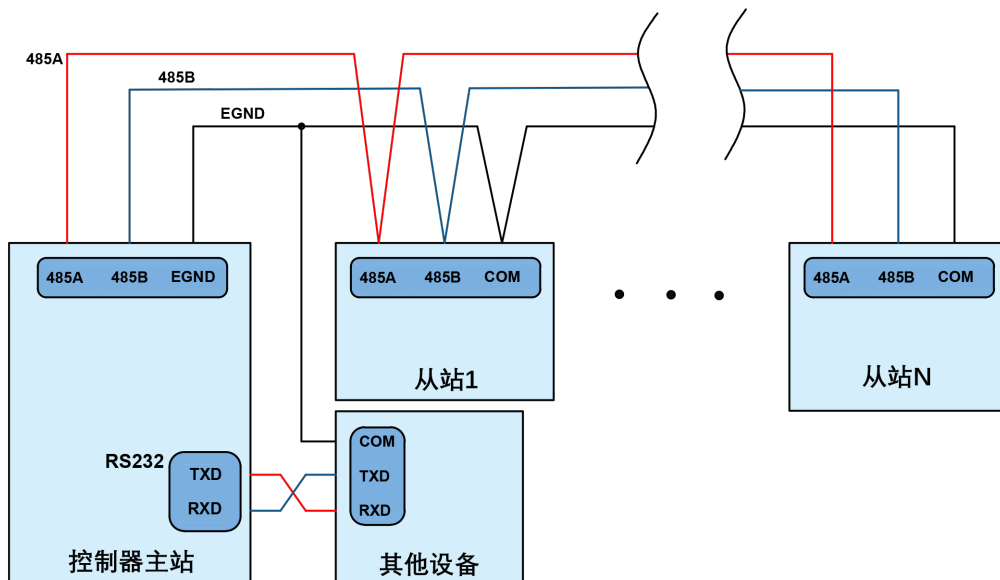 485A
485B
EGND
485A 485B EGND
485A 485B COM
485A 485B COM
从站1
从站N
RS232
TXD
RXD
COM
TXD
RXD
控制器主站
其他设备